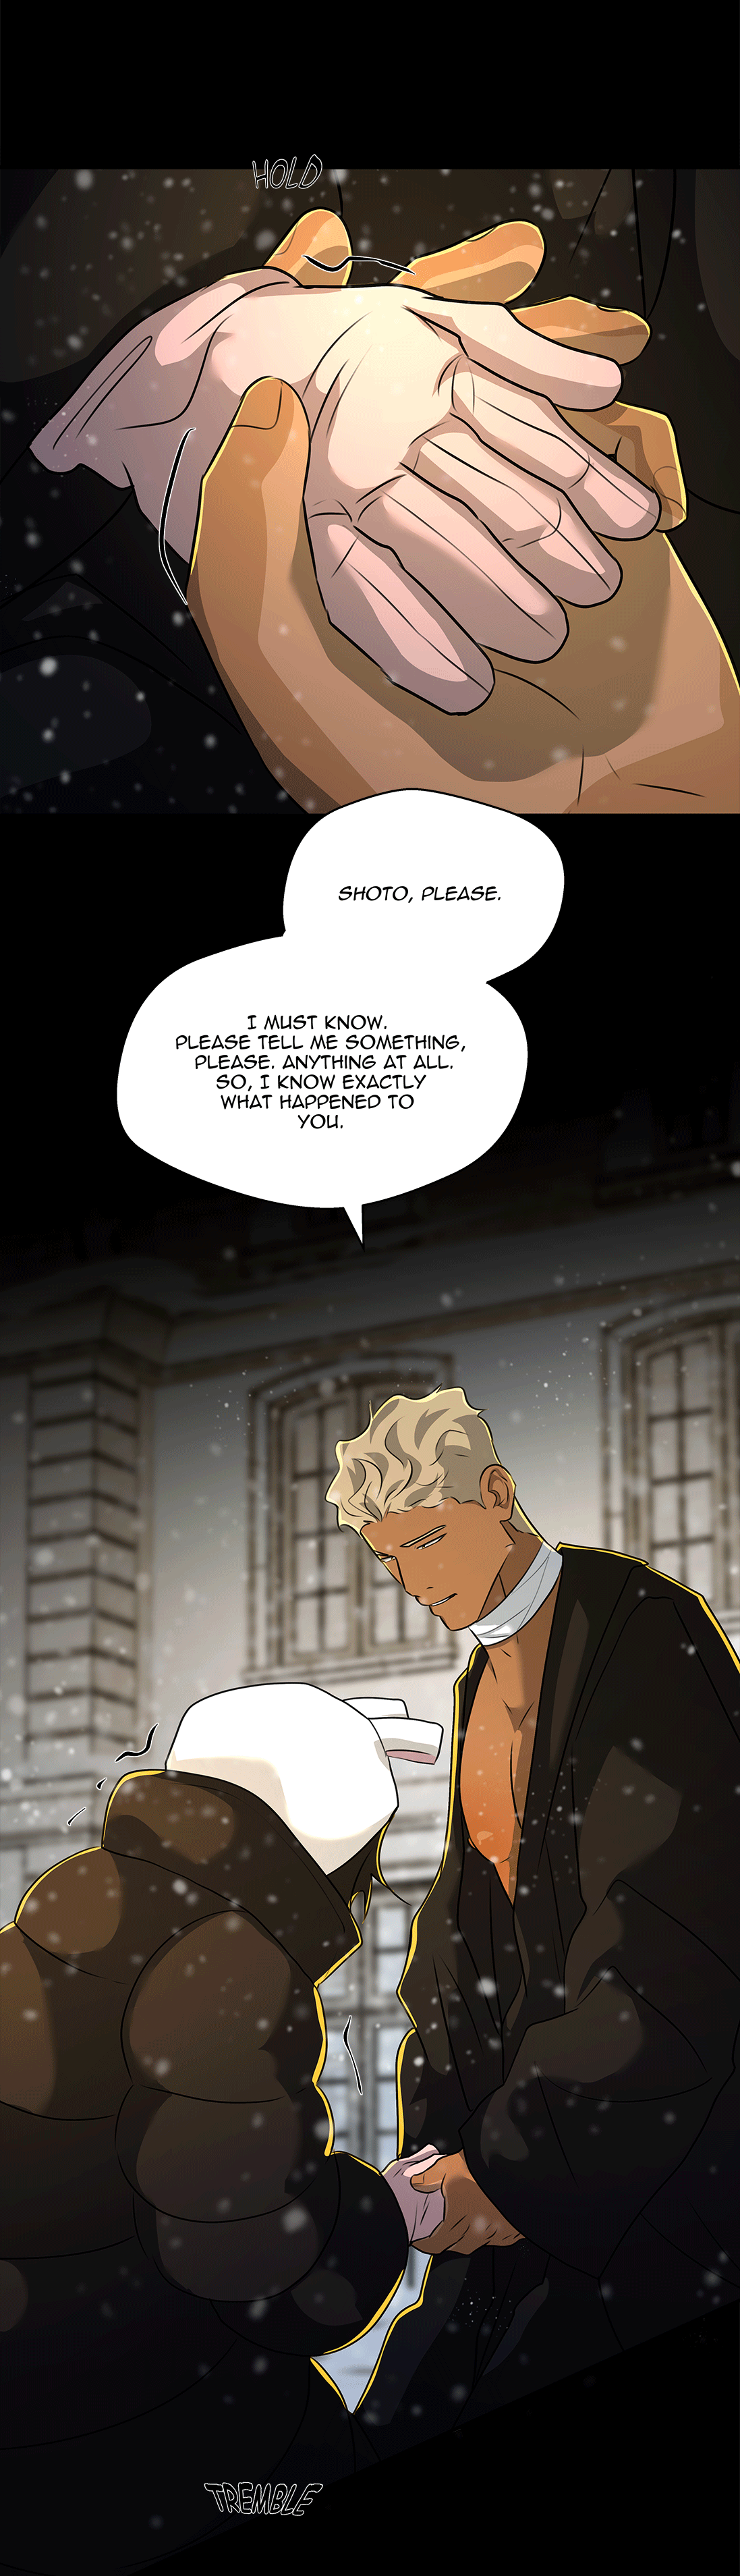 HOLD
SHOTO, PLEASE.
I MUST KNOW.
PLEASE TELL ME SOMETHING,
PLEASE. ANYTHING AT ALL.
SO, I KNOW EXACTLY
WHAT HAPPENED TO
YOU.
TREMBLE